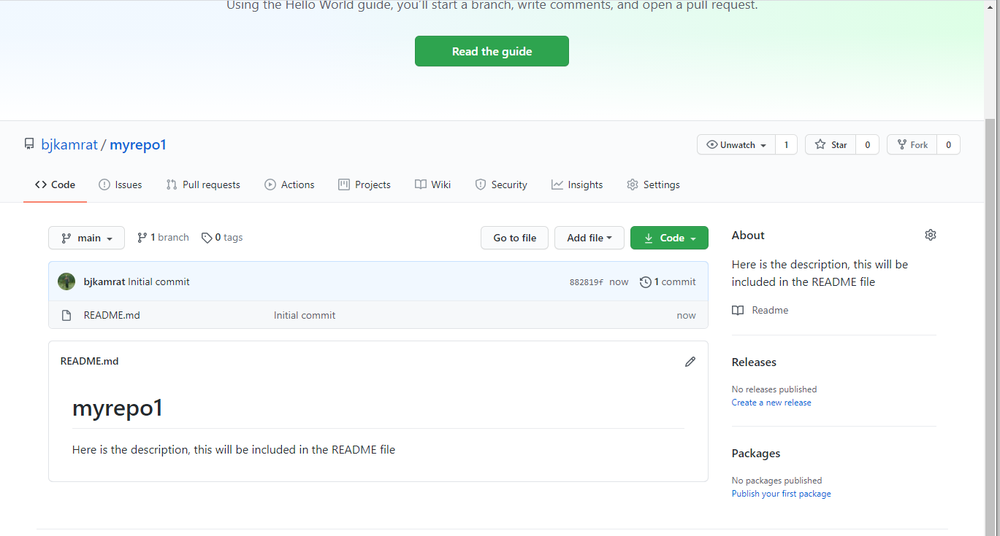 Using the Hello World guide, you'll start a branch, write comments, and open a pull request.
Read the guide
bjkamrat / myrepo1
Unwatch 1 Star 0 Fork 0
Code Issues Pull requests Actions Projects Wiki Security Insights Settings
main 1 branch 0 tags Go to file Add file Code
bjkamrat Initial commit 882819f now 1 commit
README.md Initial commit now
README.md
myrepo1
Here is the description, this will be included in the README file
About
Here is the description, this will be
included in the README file
Readme
Releases
No releases published
Create a new release
Packages
No packages published
Publish your first package